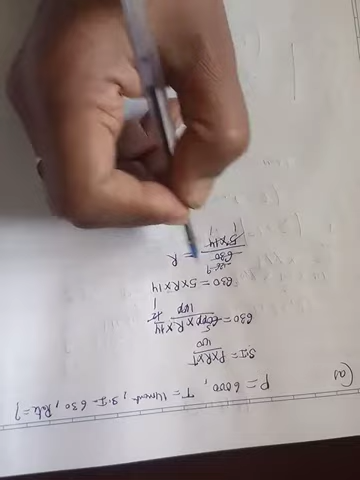 (a) P = 6000, T = 14 month, S.I = 630, Rate = ?
S.I = P×R×T/100
630 = 6000×R×14/100×12
630 = 5×R×14
630/5×14 = R